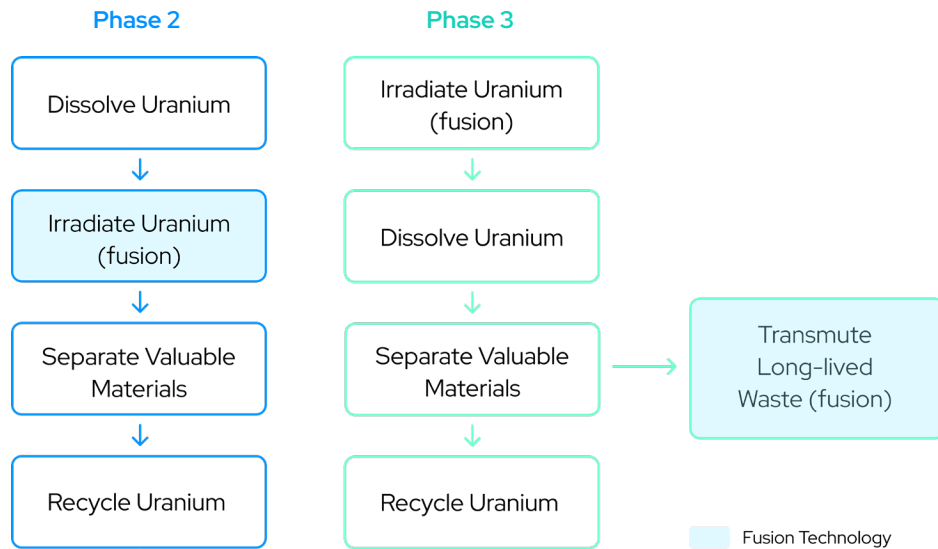 Phase 2
Dissolve Uranium
Irradiate Uranium
(fusion)
Separate Valuable
Materials
Recycle Uranium
Phase 3
Irradiate Uranium
(fusion)
Dissolve Uranium
Separate Valuable
Materials
Recycle Uranium
Transmute
Long-lived
Waste (fusion)
Fusion Technology